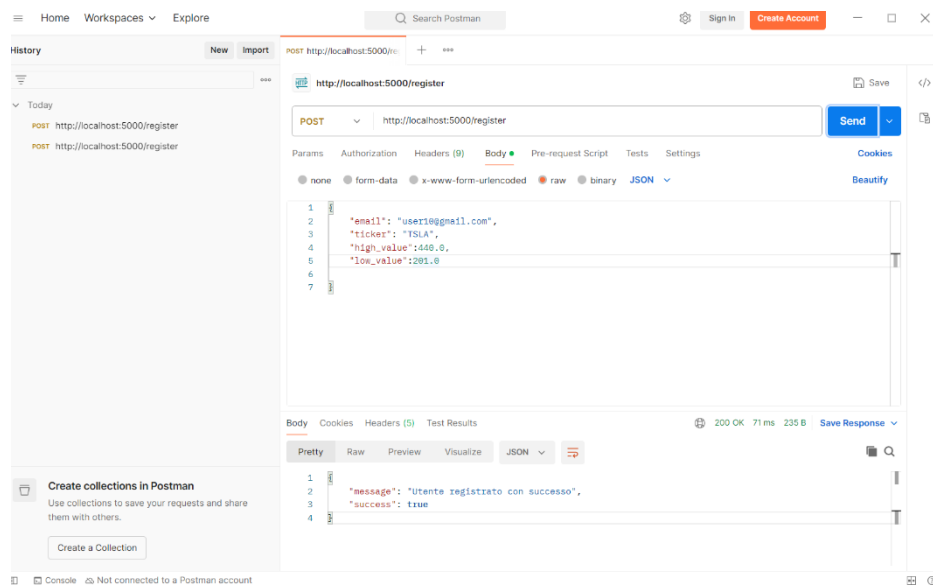 Home Workspaces Explore Search Postman Sign In Create Account
History New Import POST http://localhost:5000/re
http://localhost:5000/register Save
Today
POST http://localhost:5000/register
POST http://localhost:5000/register
POST http://localhost:5000/register Send
Params Authorization Headers (9) Body Pre-request Script Tests Settings Cookies
none form-data x-www-form-urlencoded raw binary JSON Beautify
1 {
2 "email": "user10@gmail.com",
3 "ticker": "TSLA",
4 "high_value":440.0,
5 "low_value":201.0
6
7 }
Body Cookies Headers (5) Test Results 200 OK 71 ms 235 B Save Response
Pretty Raw Preview Visualize JSON
1 {
2 "message": "Utente registrato con successo",
3 "success": true
4 }
Create collections in Postman
Use collections to save your requests and share
them with others.
Create a Collection
Console Not connected to a Postman account